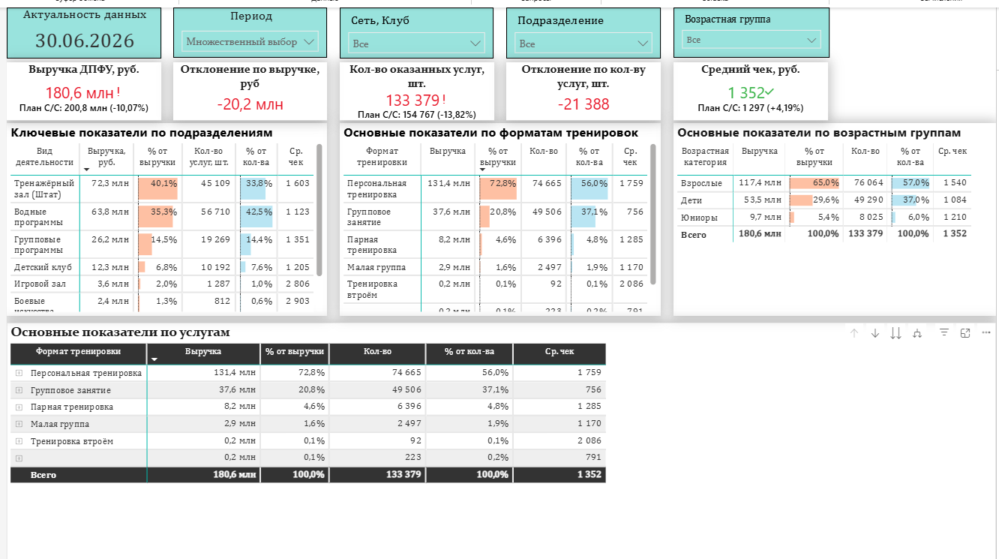 Актуальность данных
30.06.2026
Период
Множественный выбор
Сеть, Клуб
Все
Подразделение
Все
Возрастная группа
Все
Выручка ДПФУ, руб.
180,6 млн!
План С/С: 200,8 млн (-10,07%)
Отклонение по выручке,
руб
-20,2 млн
Кол-во оказанных услуг,
шт.
133 379!
План С/С: 154 767 (-13,82%)
Отклонение по кол-ву
услуг, шт.
-21 388
Средний чек, руб.
1 352
План С/С: 1 297 (+4,19%)
Ключевые показатели по подразделениям
Вид деятельности Выручка, руб. % от выручки Кол-во услуг, шт. % от кол-ва Ср. чек
Тренажёрный зал (Штат) 72,3 млн 40,1% 45 109 33,8% 1 603
Водные программы 63,8 млн 35,3% 56 710 42,5% 1 123
Групповые программы 26,2 млн 14,5% 19 269 14,4% 1 351
Детский клуб 12,3 млн 6,8% 10 192 7,6% 1 205
Игровой зал 3,6 млн 2,0% 1 287 1,0% 2 806
Боевые искусства 2,4 млн 1,3% 812 0,6% 2 903
Основные показатели по форматам тренировок
Формат тренировки Выручка % от выручки Кол-во % от кол-ва Ср. чек
Персональная тренировка 131,4 млн 72,8% 74 665 56,0% 1 759
Групповое занятие 37,6 млн 20,8% 49 506 37,1% 756
Парная тренировка 8,2 млн 4,6% 6 396 4,8% 1 285
Малая группа 2,9 млн 1,6% 2 497 1,9% 1 170
Тренировка втроём 0,2 млн 0,1% 92 0,1% 2 086
0,2 млн 0,1% 223 0,2% 791
Основные показатели по возрастным группам
Возрастная категория Выручка % от выручки Кол-во % от кол-ва Ср. чек
Взрослые 117,4 млн 65,0% 76 064 57,0% 1 540
Дети 53,5 млн 29,6% 49 290 37,0% 1 084
Юниоры 9,7 млн 5,4% 8 025 6,0% 1 210
Всего 180,6 млн 100,0% 133 379 100,0% 1 352
Основные показатели по услугам
Формат тренировки Выручка % от выручки Кол-во % от кол-ва Ср. чек
Персональная тренировка 131,4 млн 72,8% 74 665 56,0% 1 759
Групповое занятие 37,6 млн 20,8% 49 506 37,1% 756
Парная тренировка 8,2 млн 4,6% 6 396 4,8% 1 285
Малая группа 2,9 млн 1,6% 2 497 1,9% 1 170
Тренировка втроём 0,2 млн 0,1% 92 0,1% 2 086
0,2 млн 0,1% 223 0,2% 791
Всего 180,6 млн 100,0% 133 379 100,0% 1 352